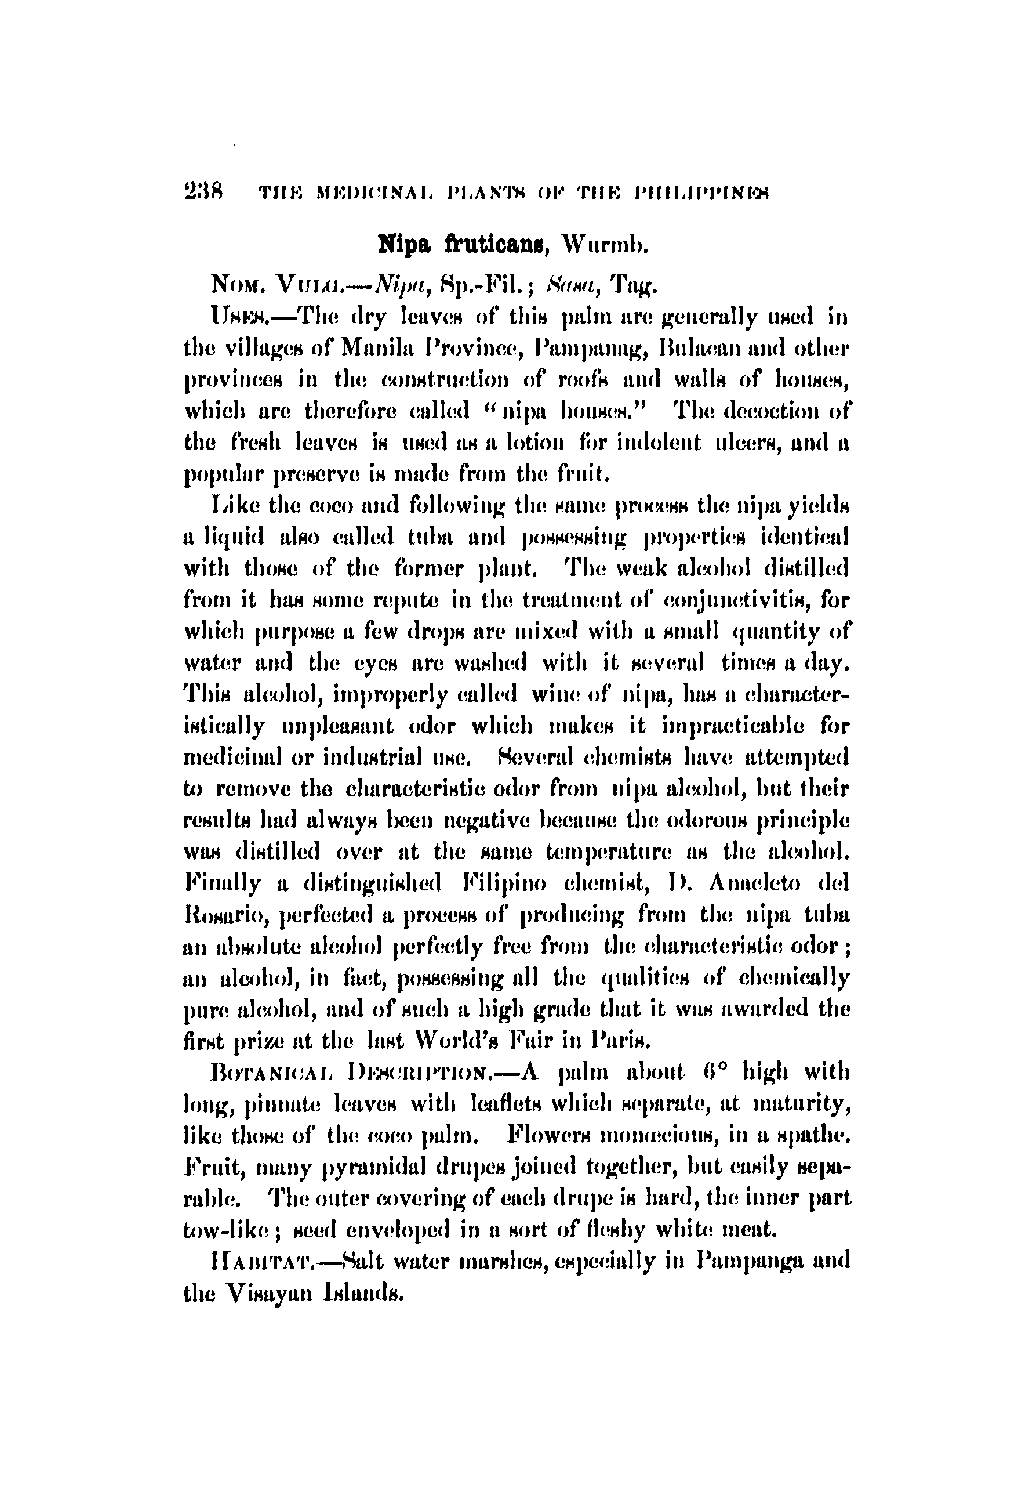 238 THE MEDICINAL PLANTS OF THE PHILIPPINES
Nipa fruticans, Wurmb.
NOM. VULG.—Nipa, Sp.-Fil.; Sasa, Tag.
USES.—The dry leaves of this palm are generally used in
the villages of Manila Province, Pampanag, Bulacan and other
provinces in the construction of roofs and walls of houses,
which are therefore called "nipa houses." The decoction of
the fresh leaves is used as a lotion for indolent ulcers, and a
popular preserve is made from the fruit.
Like the coco and following the same process the nipa yields
a liquid also called tuba and possessing properties identical
with those of the former plant. The weak alcohol distilled
from it has some repute in the treatment of conjunctivitis, for
which purpose a few drops are mixed with a small quantity of
water and the eyes are washed with it several times a day.
This alcohol, improperly called wine of nipa, has a character-
istically unpleasant odor which makes it impracticable for
medicinal or industrial use. Several chemists have attempted
to remove the characteristic odor from nipa alcohol, but their
results had always been negative because the odorous principle
was distilled over at the same temperature as the alcohol.
Finally a distinguished Filipino chemist, D. Anacleto del
Rosario, perfected a process of producing from the nipa tuba
an absolute alcohol perfectly free from the characteristic odor;
an alcohol, in fact, possessing all the qualities of chemically
pure alcohol, and of such a high grade that it was awarded the
first prize at the last World's Fair in Paris.
BOTANICAL DESCRIPTION.—A palm about 6° high with
long, pinnate leaves with leaflets which separate, at maturity,
like those of the coco palm. Flowers monœcious, in a spathe.
Fruit, many pyramidal drupes joined together, but easily sepa-
rable. The outer covering of each drupe is hard, the inner part
tow-like; seed enveloped in a sort of fleshy white meat.
HABITAT.—Salt water marshes, especially in Pampanga and
the Visayan Islands.